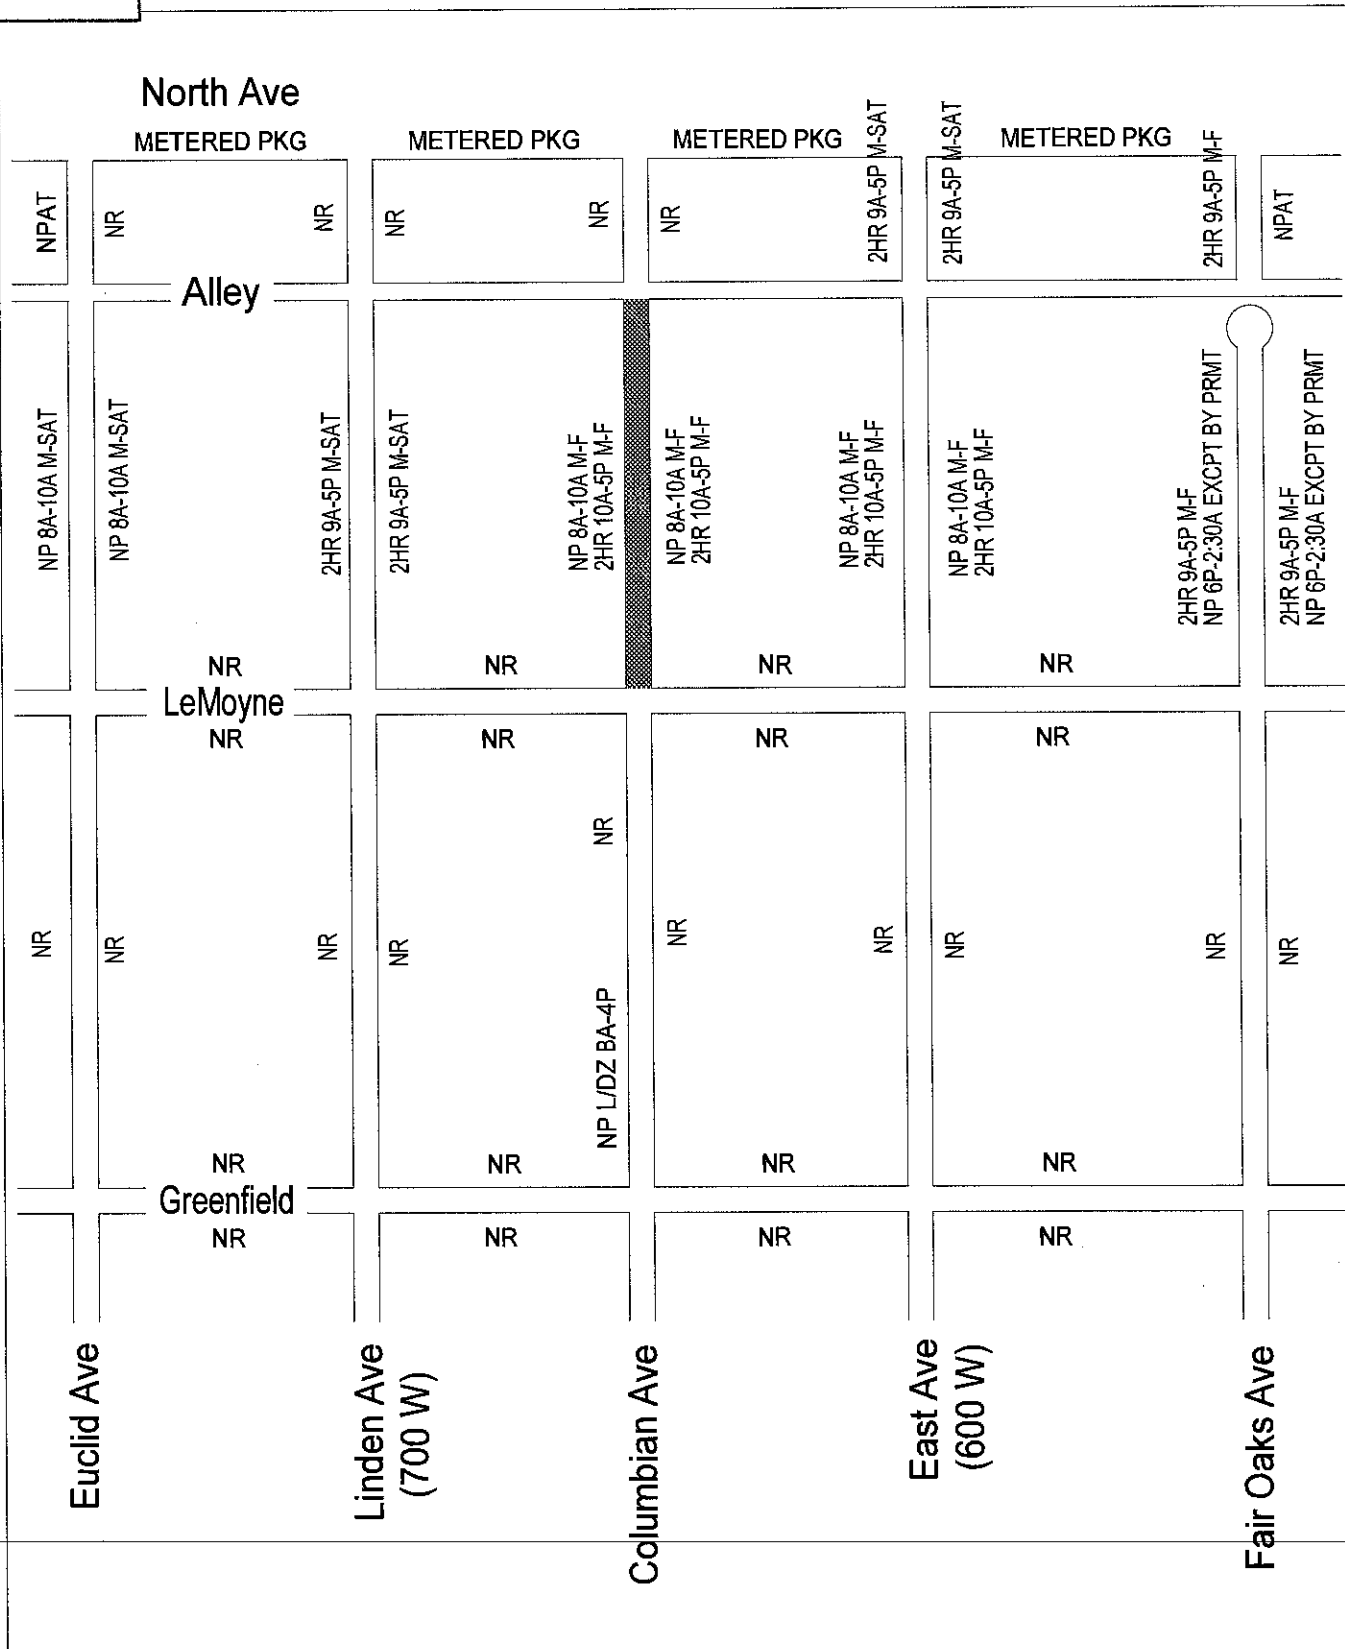 North Ave
METERED PKG
METERED PKG
METERED PKG
METERED PKG
NPAT
NR
NR
NR
NR
NR
2HR 9A-5P M-SAT
2HR 9A-5P M-SAT
2HR 9A-5P M-F
NPAT
Alley
NP 8A-10A M-SAT
NP 8A-10A M-SAT
2HR 9A-5P M-SAT
2HR 9A-5P M-SAT
NP 8A-10A M-F
2HR 10A-5P M-F
NP 8A-10A M-F
2HR 10A-5P M-F
NP 8A-10A M-F
2HR 10A-5P M-F
NP 8A-10A M-F
2HR 10A-5P M-F
2HR 9A-5P M-F
NP 6P-2:30A EXCPT BY PRMT
2HR 9A-5P M-F
NP 6P-2:30A EXCPT BY PRMT
NR
NR
NR
NR
LeMoyne
NR
NR
NR
NR
NR
NR
NR
NR
NR
NR
NR
NR
NR
NR
NP L/DZ BA-4P
NR
NR
NR
NR
Greenfield
NR
NR
NR
NR
Euclid Ave
Linden Ave
(700 W)
Columbian Ave
East Ave
(600 W)
Fair Oaks Ave